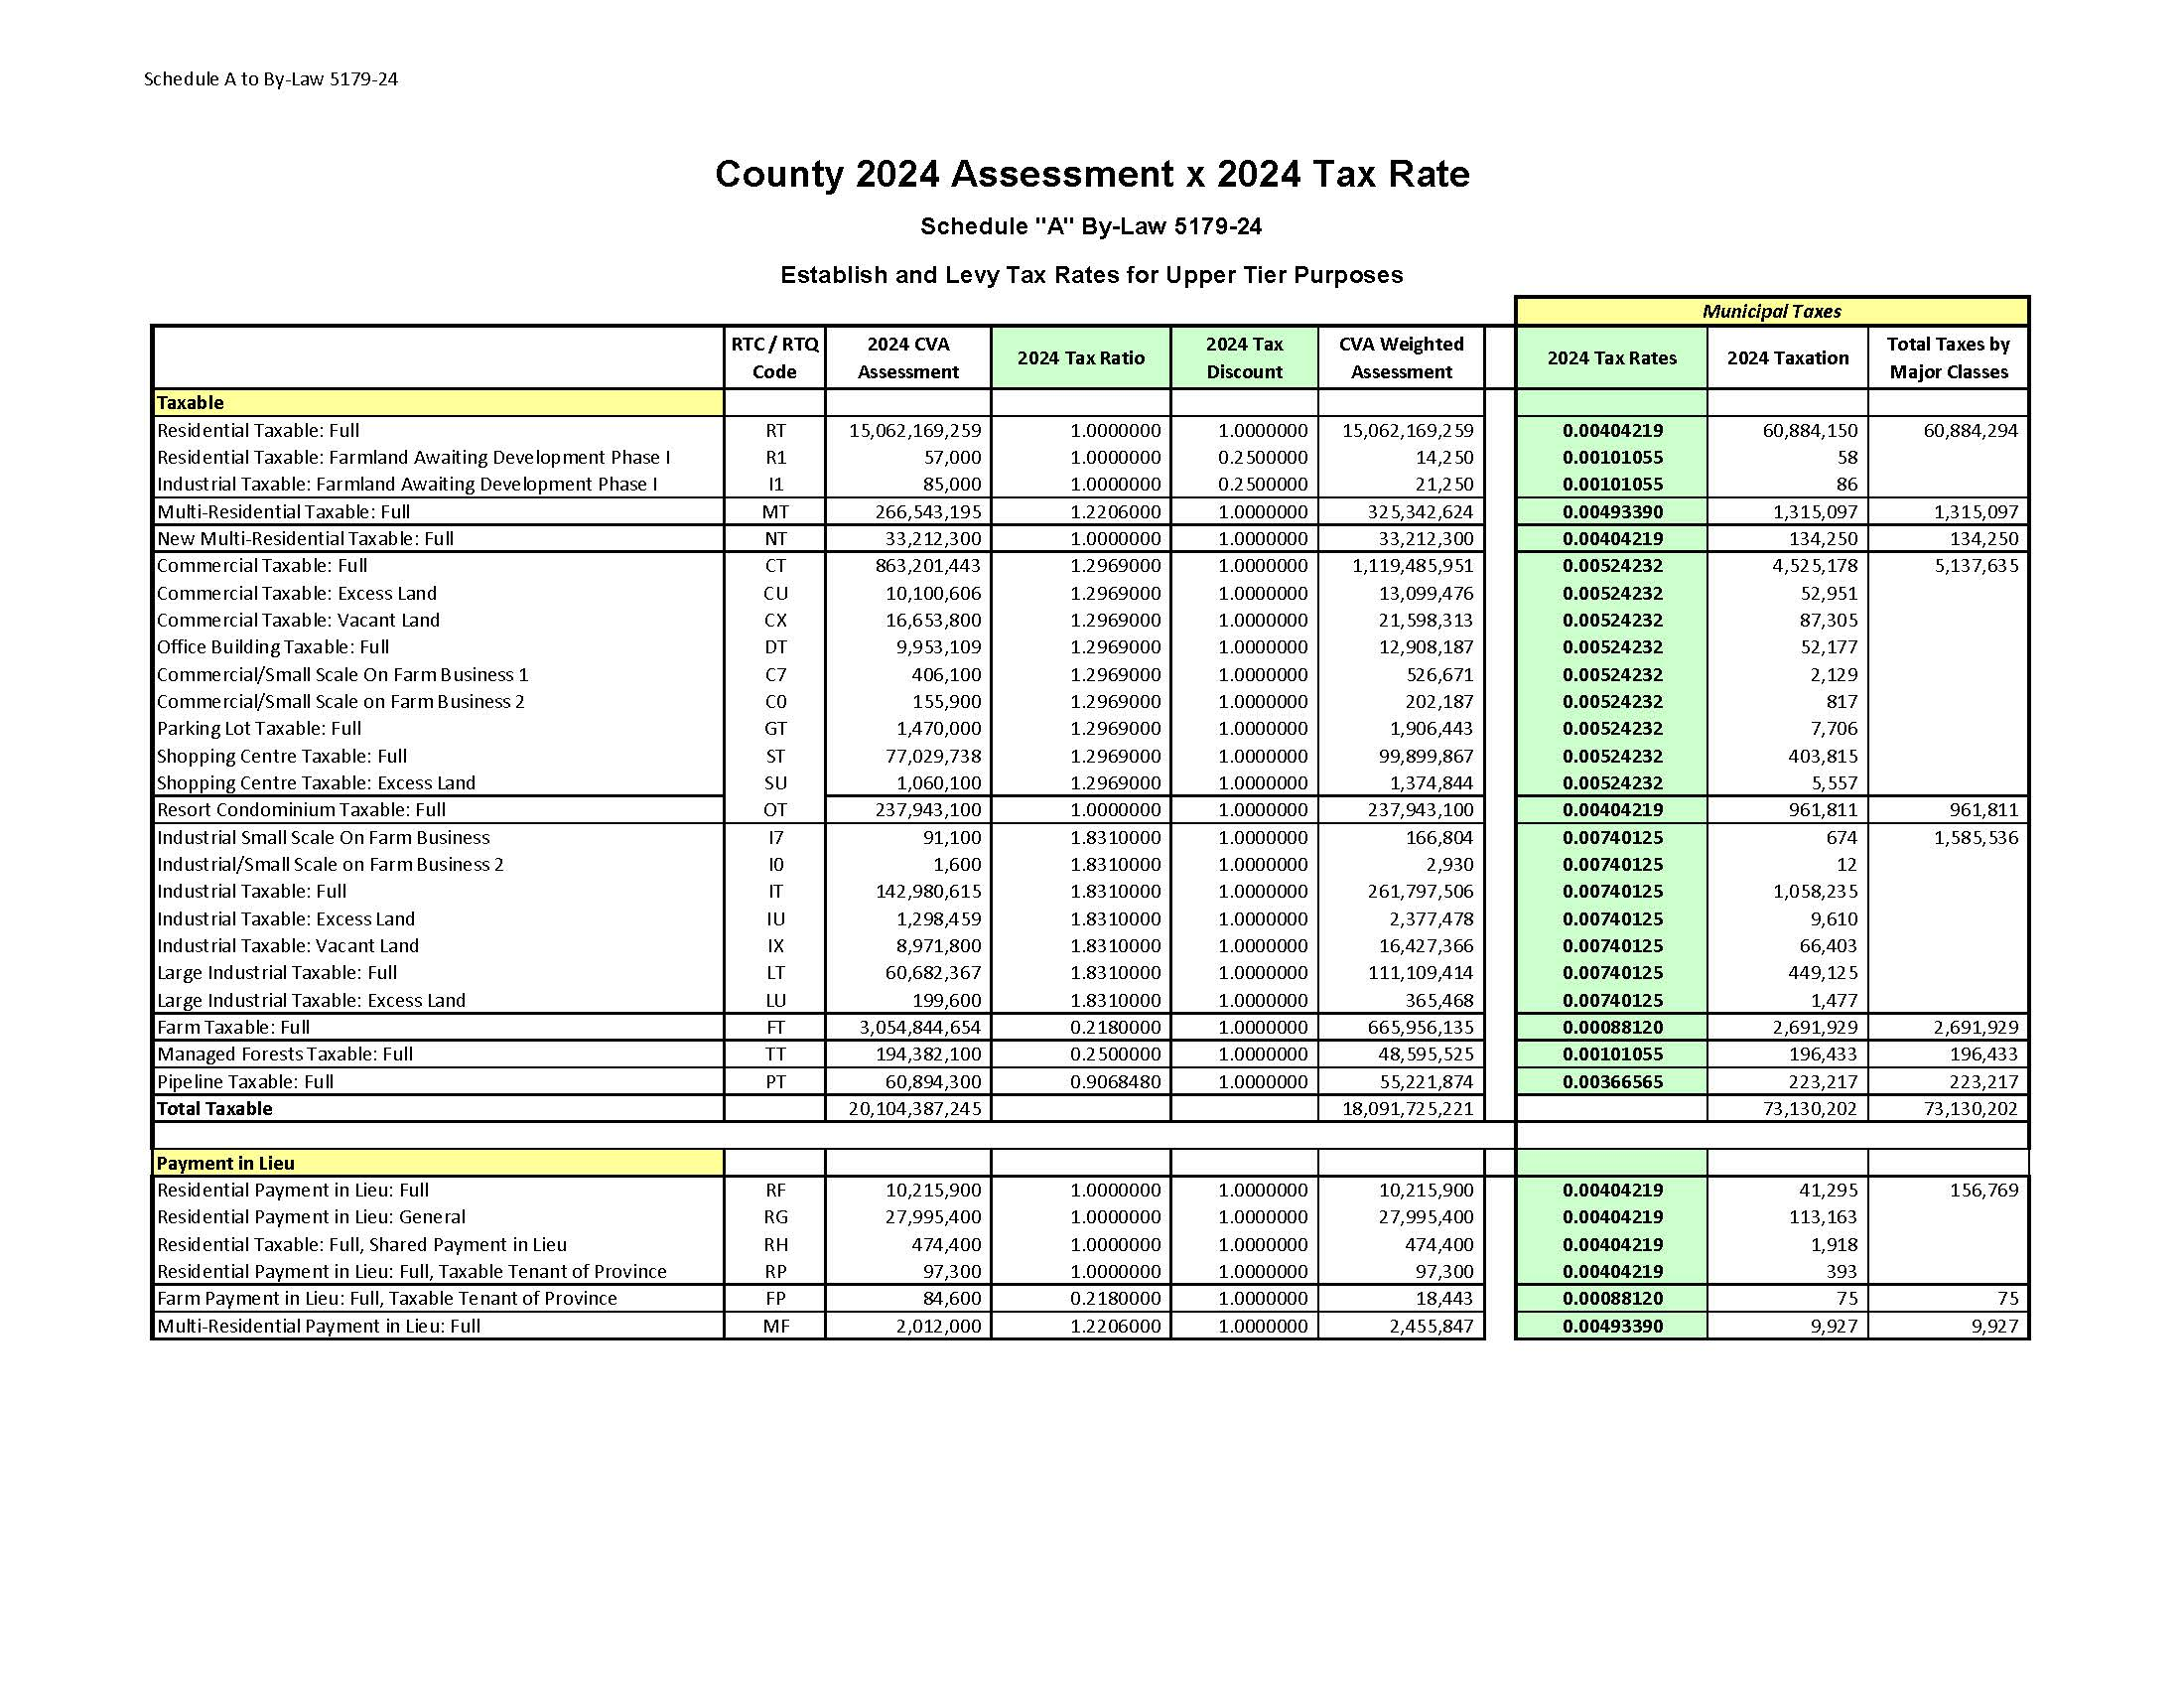 Schedule A to By-Law 5179-24
County 2024 Assessment x 2024 Tax Rate
Schedule "A" By-Law 5179-24
Establish and Levy Tax Rates for Upper Tier Purposes
Municipal Taxes
RTC / RTQ Code 2024 CVA Assessment 2024 Tax Ratio 2024 Tax Discount CVA Weighted Assessment 2024 Tax Rates 2024 Taxation Total Taxes by Major Classes
Taxable
Residential Taxable: Full RT 15,062,169,259 1.0000000 1.0000000 15,062,169,259 0.00404219 60,884,150 60,884,294
Residential Taxable: Farmland Awaiting Development Phase I R1 57,000 1.0000000 0.2500000 14,250 0.00101055 58
Industrial Taxable: Farmland Awaiting Development Phase I I1 85,000 1.0000000 0.2500000 21,250 0.00101055 86
Multi-Residential Taxable: Full MT 266,543,195 1.2206000 1.0000000 325,342,624 0.00493390 1,315,097 1,315,097
New Multi-Residential Taxable: Full NT 33,212,300 1.0000000 1.0000000 33,212,300 0.00404219 134,250 134,250
Commercial Taxable: Full CT 863,201,443 1.2969000 1.0000000 1,119,485,951 0.00524232 4,525,178 5,137,635
Commercial Taxable: Excess Land CU 10,100,606 1.2969000 1.0000000 13,099,476 0.00524232 52,951
Commercial Taxable: Vacant Land CX 16,653,800 1.2969000 1.0000000 21,598,313 0.00524232 87,305
Office Building Taxable: Full DT 9,953,109 1.2969000 1.0000000 12,908,187 0.00524232 52,177
Commercial/Small Scale On Farm Business 1 C7 406,100 1.2969000 1.0000000 526,671 0.00524232 2,129
Commercial/Small Scale on Farm Business 2 C0 155,900 1.2969000 1.0000000 202,187 0.00524232 817
Parking Lot Taxable: Full GT 1,470,000 1.2969000 1.0000000 1,906,443 0.00524232 7,706
Shopping Centre Taxable: Full ST 77,029,738 1.2969000 1.0000000 99,899,867 0.00524232 403,815
Shopping Centre Taxable: Excess Land SU 1,060,100 1.2969000 1.0000000 1,374,844 0.00524232 5,557
Resort Condominium Taxable: Full OT 237,943,100 1.0000000 1.0000000 237,943,100 0.00404219 961,811 961,811
Industrial Small Scale On Farm Business I7 91,100 1.8310000 1.0000000 166,804 0.00740125 674 1,585,536
Industrial/Small Scale on Farm Business 2 I0 1,600 1.8310000 1.0000000 2,930 0.00740125 12
Industrial Taxable: Full IT 142,980,615 1.8310000 1.0000000 261,797,506 0.00740125 1,058,235
Industrial Taxable: Excess Land IU 1,298,459 1.8310000 1.0000000 2,377,478 0.00740125 9,610
Industrial Taxable: Vacant Land IX 8,971,800 1.8310000 1.0000000 16,427,366 0.00740125 66,403
Large Industrial Taxable: Full LT 60,682,367 1.8310000 1.0000000 111,109,414 0.00740125 449,125
Large Industrial Taxable: Excess Land LU 199,600 1.8310000 1.0000000 365,468 0.00740125 1,477
Farm Taxable: Full FT 3,054,844,654 0.2180000 1.0000000 665,956,135 0.00088120 2,691,929 2,691,929
Managed Forests Taxable: Full TT 194,382,100 0.2500000 1.0000000 48,595,525 0.00101055 196,433 196,433
Pipeline Taxable: Full PT 60,894,300 0.9068480 1.0000000 55,221,874 0.00366565 223,217 223,217
Total Taxable 20,104,387,245 18,091,725,221 73,130,202 73,130,202
Payment in Lieu
Residential Payment in Lieu: Full RF 10,215,900 1.0000000 1.0000000 10,215,900 0.00404219 41,295 156,769
Residential Payment in Lieu: General RG 27,995,400 1.0000000 1.0000000 27,995,400 0.00404219 113,163
Residential Taxable: Full, Shared Payment in Lieu RH 474,400 1.0000000 1.0000000 474,400 0.00404219 1,918
Residential Payment in Lieu: Full, Taxable Tenant of Province RP 97,300 1.0000000 1.0000000 97,300 0.00404219 393
Farm Payment in Lieu: Full, Taxable Tenant of Province FP 84,600 0.2180000 1.0000000 18,443 0.00088120 75 75
Multi-Residential Payment in Lieu: Full MF 2,012,000 1.2206000 1.0000000 2,455,847 0.00493390 9,927 9,927